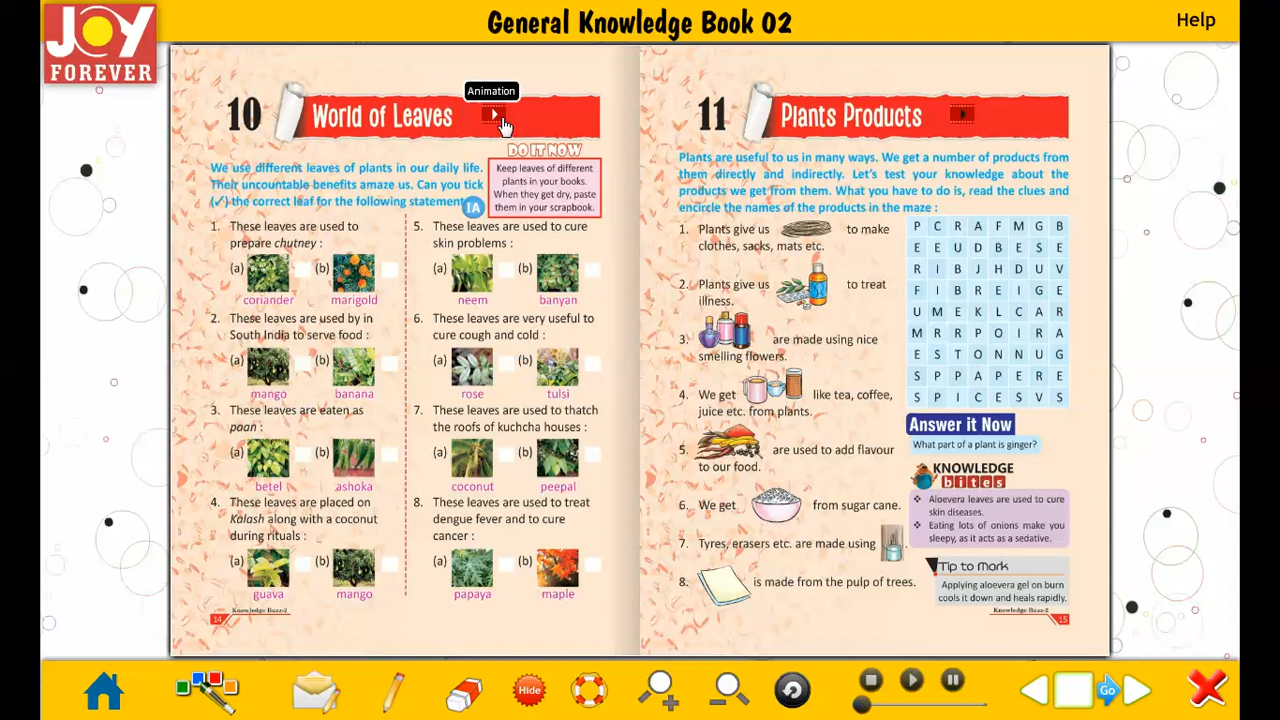 JOY
FOREVER
General Knowledge Book 02
Help
10
World of Leaves
Animation
DO IT NOW
Keep leaves of different
plants in your books.
When they get dry, paste
them in your scrapbook.
We use different leaves of plants in our daily life.
Their uncountable benefits amaze us. Can you tick
(✓) the correct leaf for the following statement
IA
1. These leaves are used to
prepare chutney :
(a) (b)
coriander marigold
2. These leaves are used by in
South India to serve food :
(a) (b)
mango banana
3. These leaves are eaten as
paan :
(a) (b)
betel ashoka
4. These leaves are placed on
Kalash along with a coconut
during rituals :
(a) (b)
guava mango
5. These leaves are used to cure
skin problems :
(a) (b)
neem banyan
6. These leaves are very useful to
cure cough and cold :
(a) (b)
rose tulsi
7. These leaves are used to thatch
the roofs of kuchcha houses :
(a) (b)
coconut peepal
8. These leaves are used to treat
dengue fever and to cure
cancer :
(a) (b)
papaya maple
14 Knowledge Buzz-2
11
Plants Products
Plants are useful to us in many ways. We get a number of products from
them directly and indirectly. Let's test your knowledge about the
products we get from them. What you have to do is, read the clues and
encircle the names of the products in the maze :
1. Plants give us to make
clothes, sacks, mats etc.
2. Plants give us to treat
illness.
3. are made using nice
smelling flowers.
4. We get like tea, coffee,
juice etc. from plants.
5. are used to add flavour
to our food.
6. We get from sugar cane.
7. Tyres, erasers etc. are made using .
8. is made from the pulp of trees.
P C R A F M G B
E E U D B E S E
R I B J H D U V
F I B R E I G E
U M E K L C A R
M R R P O I R A
E S T O N N U G
S P P A P E R E
S P I C E S V S
Answer it Now
What part of a plant is ginger?
KNOWLEDGE
bites
❖ Aloevera leaves are used to cure
skin diseases.
❖ Eating lots of onions make you
sleepy, as it acts as a sedative.
Tip to Mark
Applying aloevera gel on burn
cools it down and heals rapidly.
Knowledge Buzz-2 15
Hide
Go